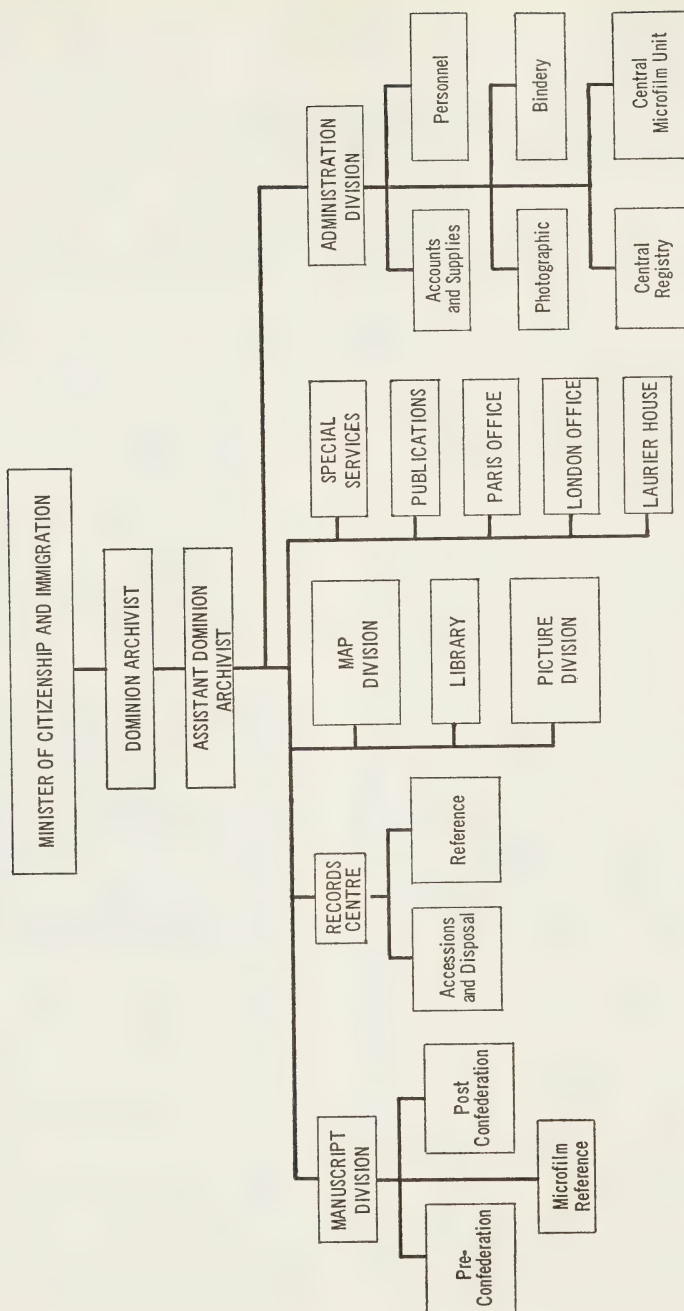 MINISTER OF CITIZENSHIP AND IMMIGRATION
DOMINION ARCHIVIST
ASSISTANT DOMINION
ARCHIVIST
MANUSCRIPT
DIVISION
Pre-
Confederation
Post
Confederation
Microfilm
Reference
RECORDS
CENTRE
Accessions
and Disposal
Reference
MAP
DIVISION
LIBRARY
PICTURE
DIVISION
SPECIAL
SERVICES
PUBLICATIONS
PARIS OFFICE
LONDON OFFICE
LAURIER HOUSE
ADMINISTRATION
DIVISION
Accounts
and Supplies
Personnel
Photographic
Bindery
Central
Registry
Central
Microfilm Unit